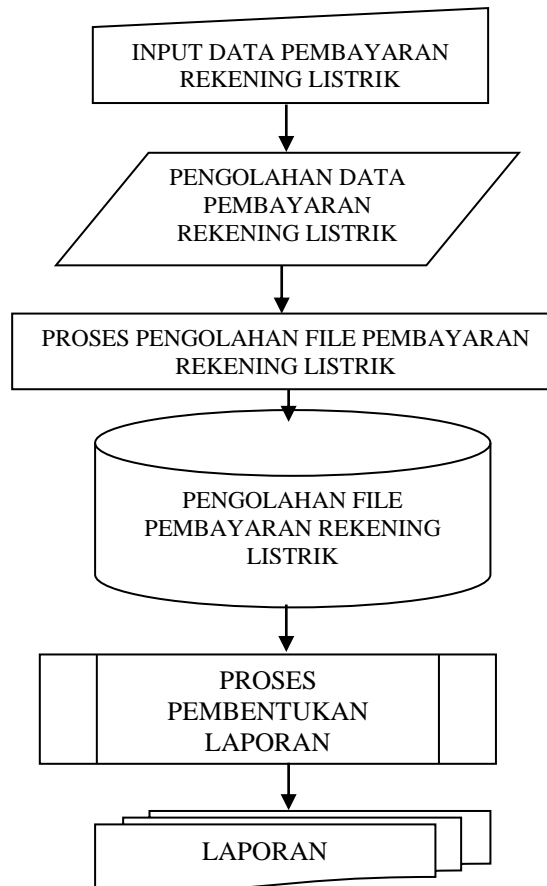 INPUT DATA PEMBAYARAN
REKENING LISTRIK
PENGOLAHAN DATA
PEMBAYARAN
REKENING LISTRIK
PROSES PENGOLAHAN FILE PEMBAYARAN
REKENING LISTRIK
PENGOLAHAN FILE
PEMBAYARAN REKENING
LISTRIK
PROSES
PEMBENTUKAN
LAPORAN
LAPORAN